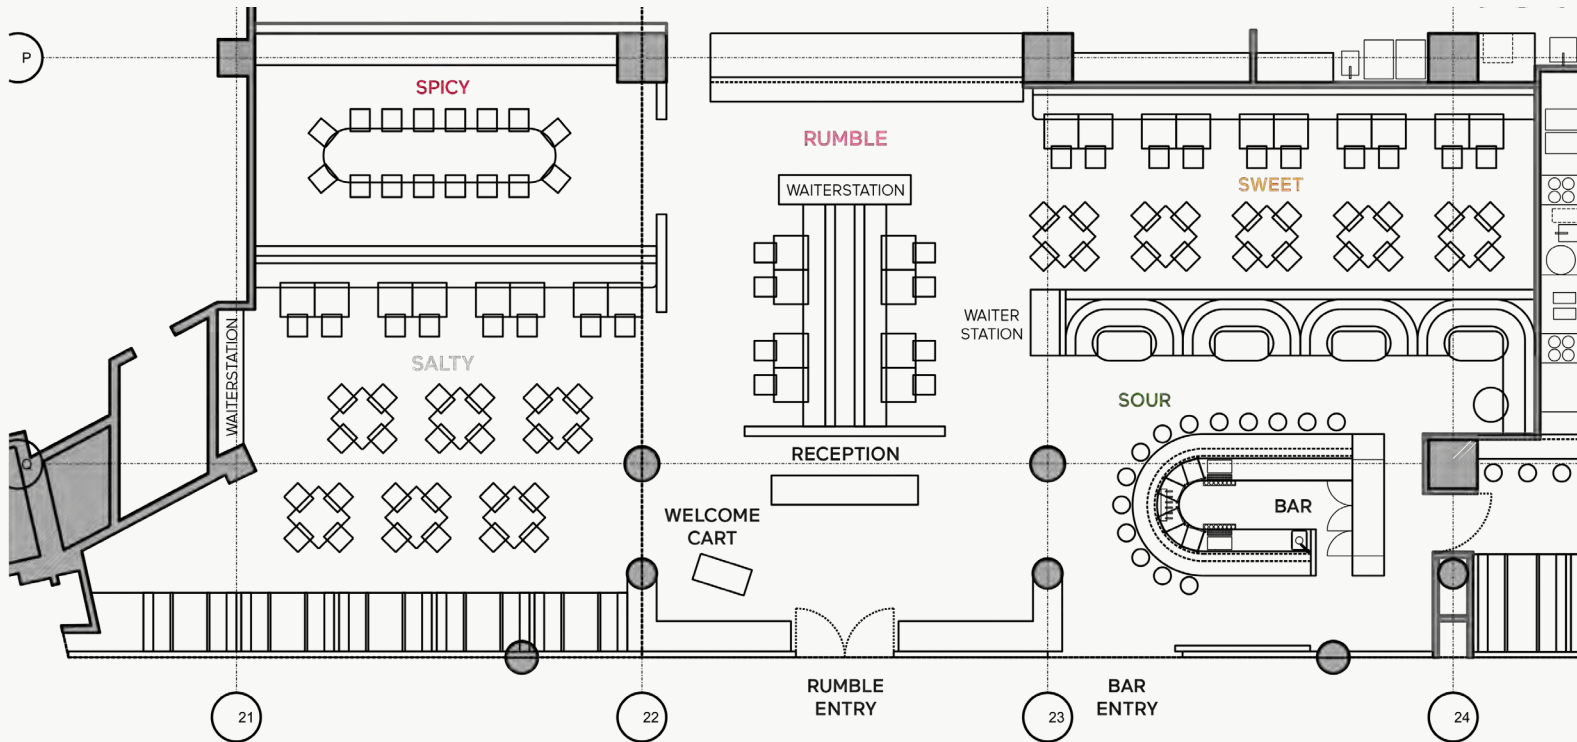 P
SPICY
RUMBLE
WAITERSTATION
SWEET
WAITER
STATION
WAITERSTATION
SALTY
SOUR
Q
RECEPTION
BAR
WELCOME
CART
RUMBLE
ENTRY
BAR
ENTRY
21
22
23
24